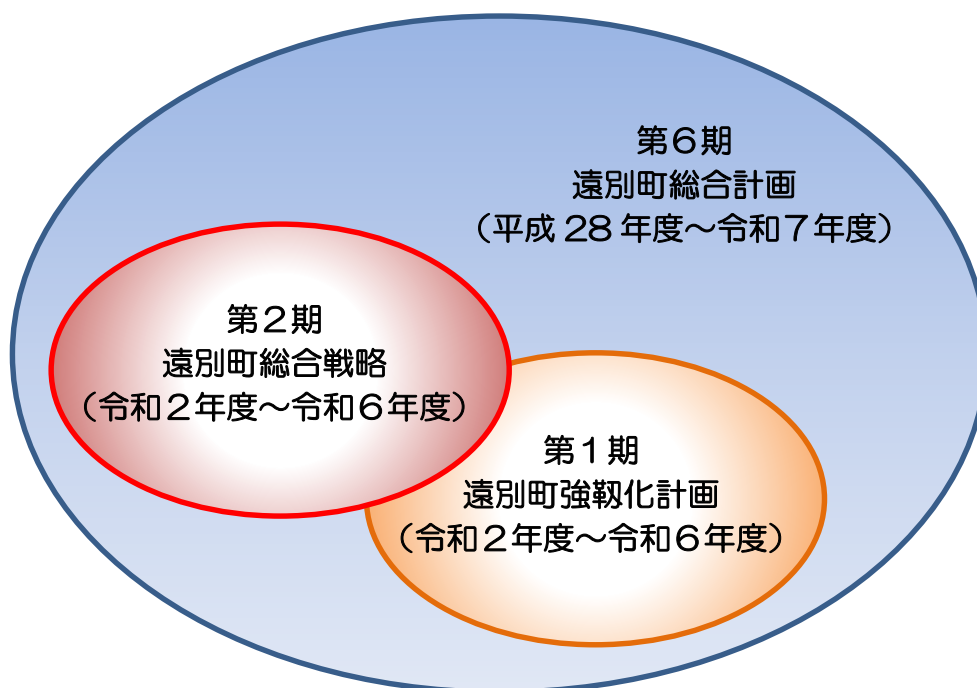 第６期
遠別町総合計画
（平成 28 年度～令和７年度）
第２期
遠別町総合戦略
（令和２年度～令和６年度）
第１期
遠別町強靱化計画
（令和２年度～令和６年度）